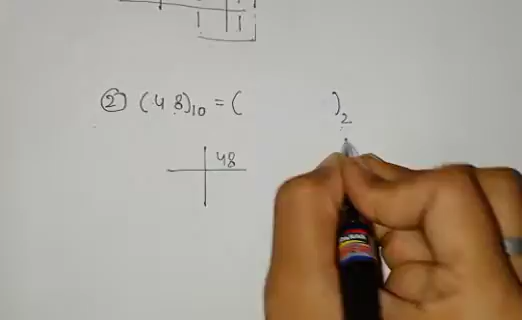 ② (48)₁₀ = ( )₂
48